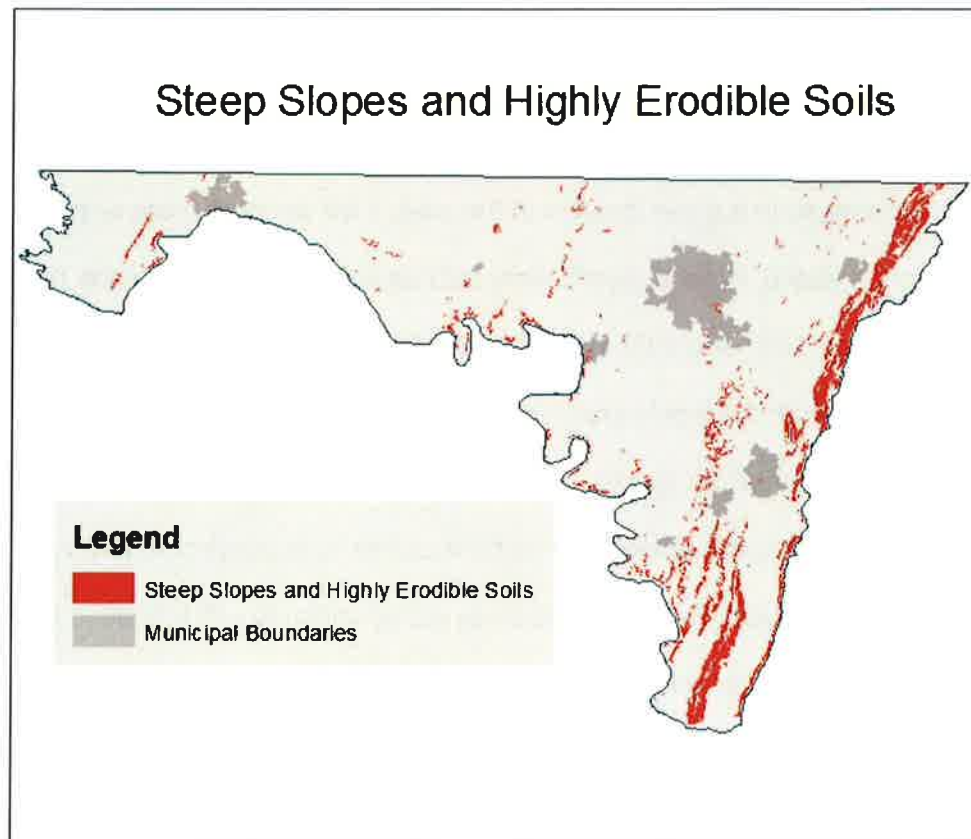 Steep Slopes and Highly Erodible Soils
Legend
Steep Slopes and Highly Erodible Soils
Municipal Boundaries